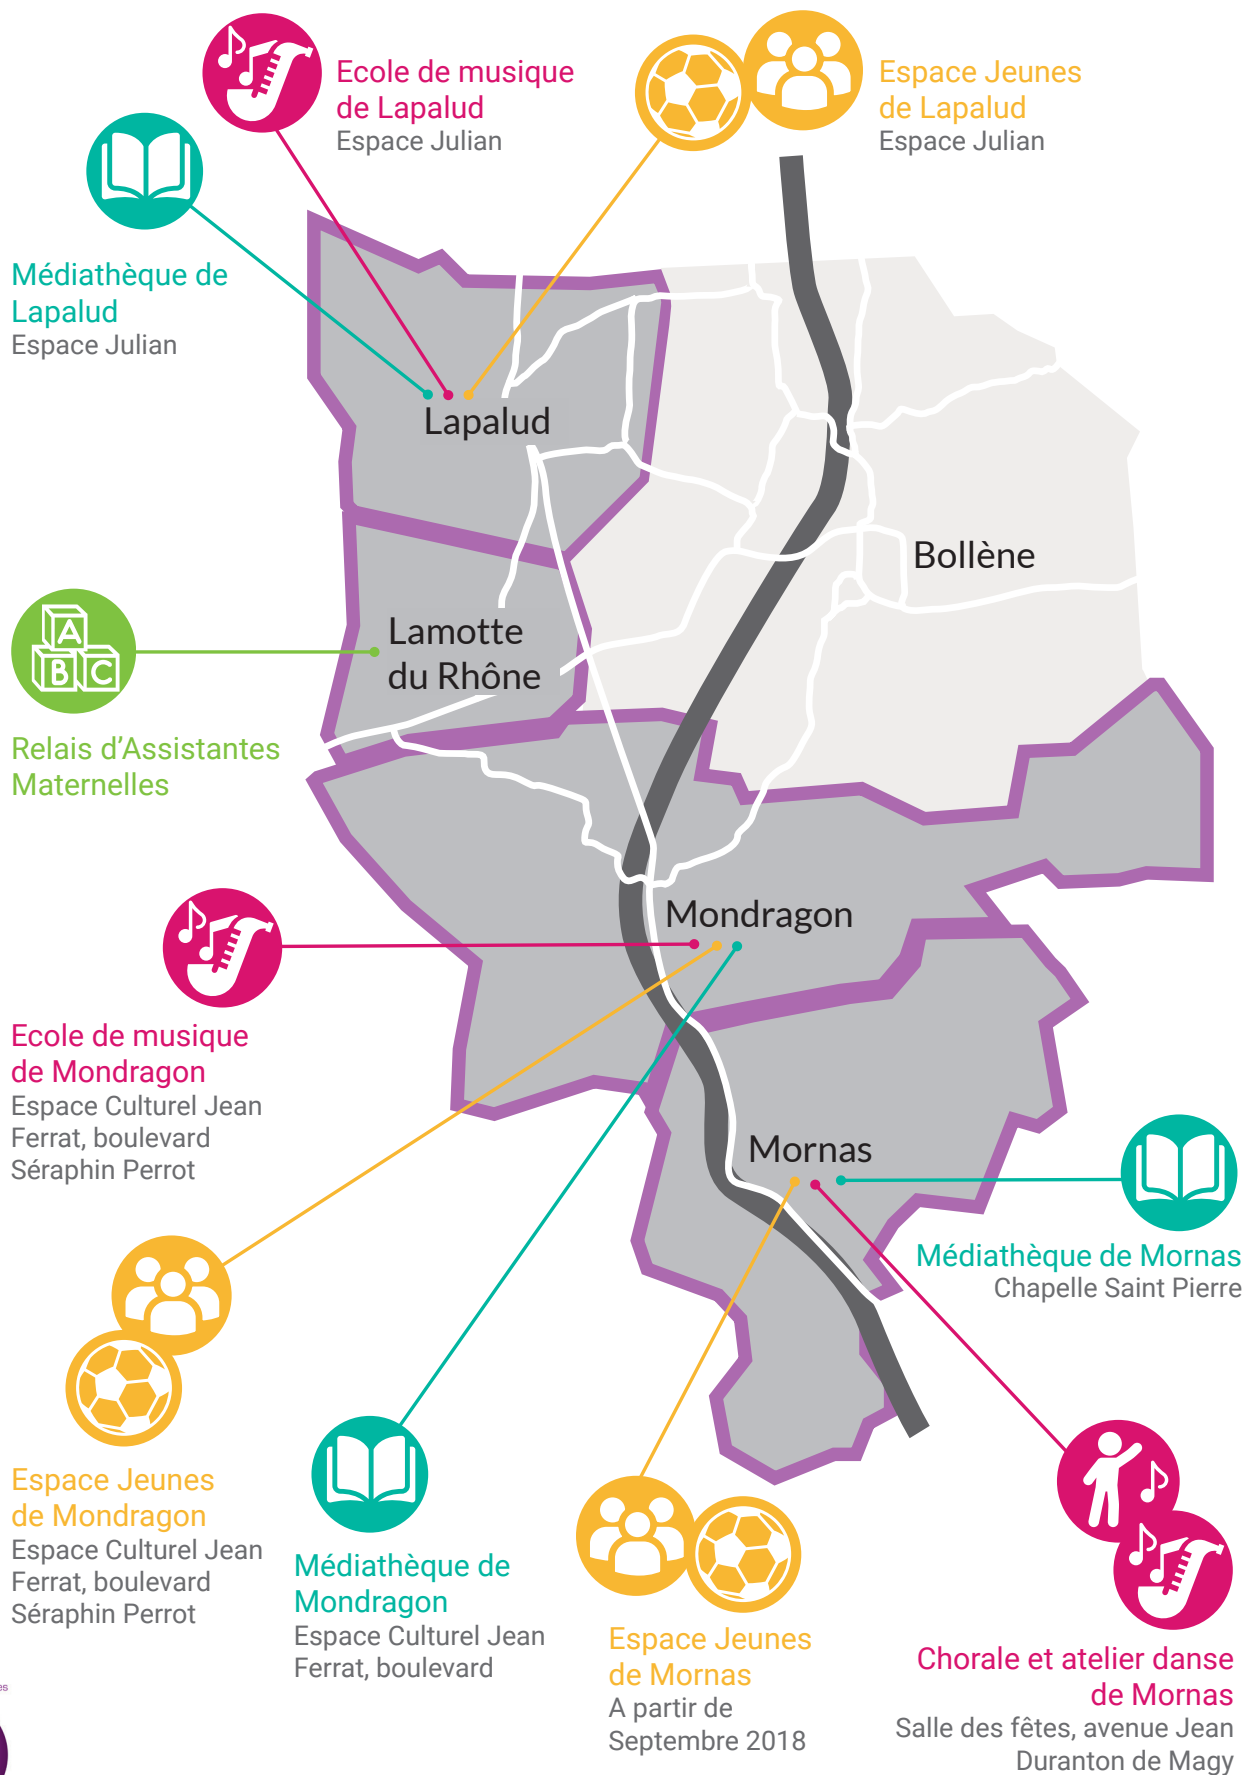 Ecole de musique
de Lapalud
Espace Julian
Espace Jeunes
de Lapalud
Espace Julian
Médiathèque de
Lapalud
Espace Julian
Lapalud
Bollène
Lamotte
du Rhône
A
B
C
Relais d'Assistantes
Maternelles
Mondragon
Ecole de musique
de Mondragon
Espace Culturel Jean
Ferrat, boulevard
Séraphin Perrot
Mornas
Médiathèque de Mornas
Chapelle Saint Pierre
Espace Jeunes
de Mondragon
Espace Culturel Jean
Ferrat, boulevard
Séraphin Perrot
Médiathèque de
Mondragon
Espace Culturel Jean
Ferrat, boulevard
Espace Jeunes
de Mornas
A partir de
Septembre 2018
Chorale et atelier danse
de Mornas
Salle des fêtes, avenue Jean
Duranton de Magy